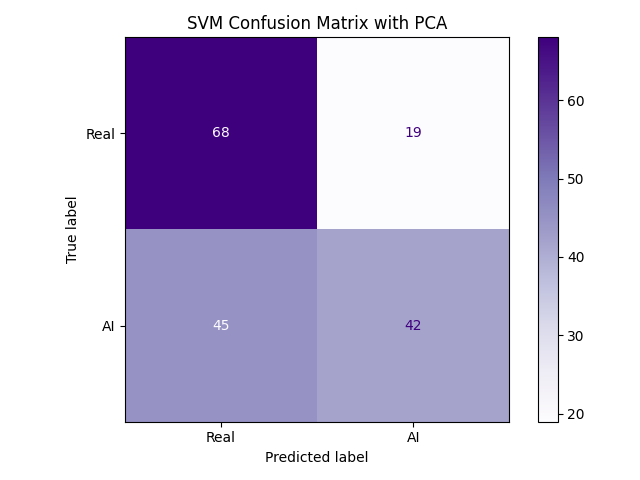 SVM Confusion Matrix with PCA
True label
Real
68
19
AI
45
42
Real
AI
Predicted label
60
50
40
30
20